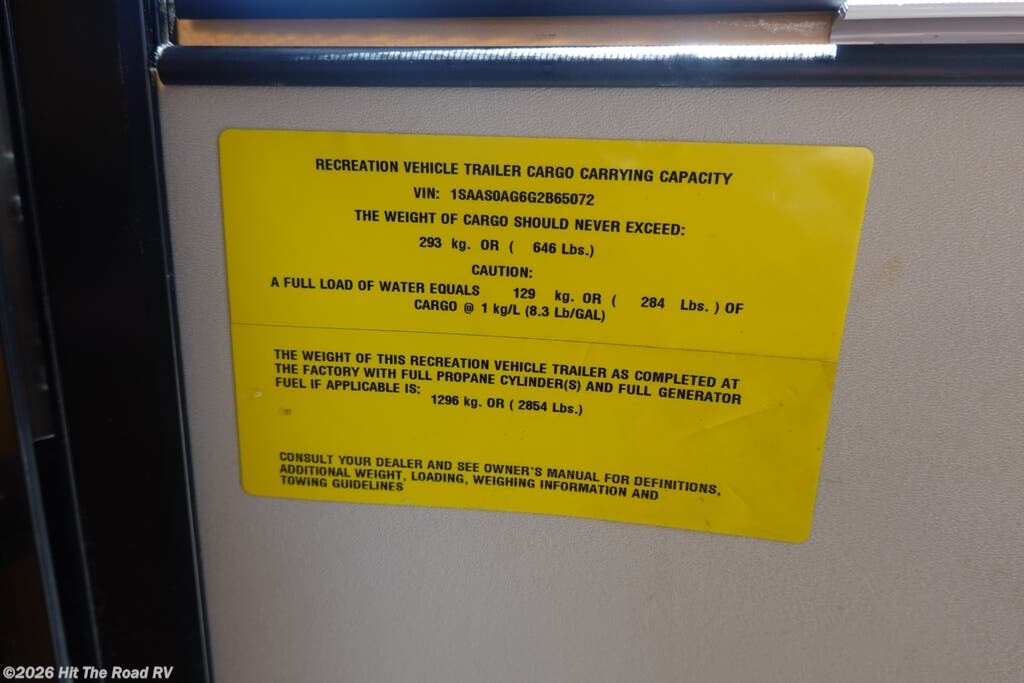 RECREATION VEHICLE TRAILER CARGO CARRYING CAPACITY
VIN: 1SAAS0AG6G2B65072
THE WEIGHT OF CARGO SHOULD NEVER EXCEED:
293 kg. OR ( 646 Lbs.)
CAUTION:
A FULL LOAD OF WATER EQUALS 129 kg. OR ( 284 Lbs. ) OF
CARGO @ 1 kg/L (8.3 Lb/GAL)
THE WEIGHT OF THIS RECREATION VEHICLE TRAILER AS COMPLETED AT
THE FACTORY WITH FULL PROPANE CYLINDER(S) AND FULL GENERATOR
FUEL IF APPLICABLE IS:
1296 kg. OR ( 2854 Lbs.)
CONSULT YOUR DEALER AND SEE OWNER'S MANUAL FOR DEFINITIONS,
ADDITIONAL WEIGHT, LOADING, WEIGHING INFORMATION AND
TOWING GUIDELINES
©2026 Hit The Road RV